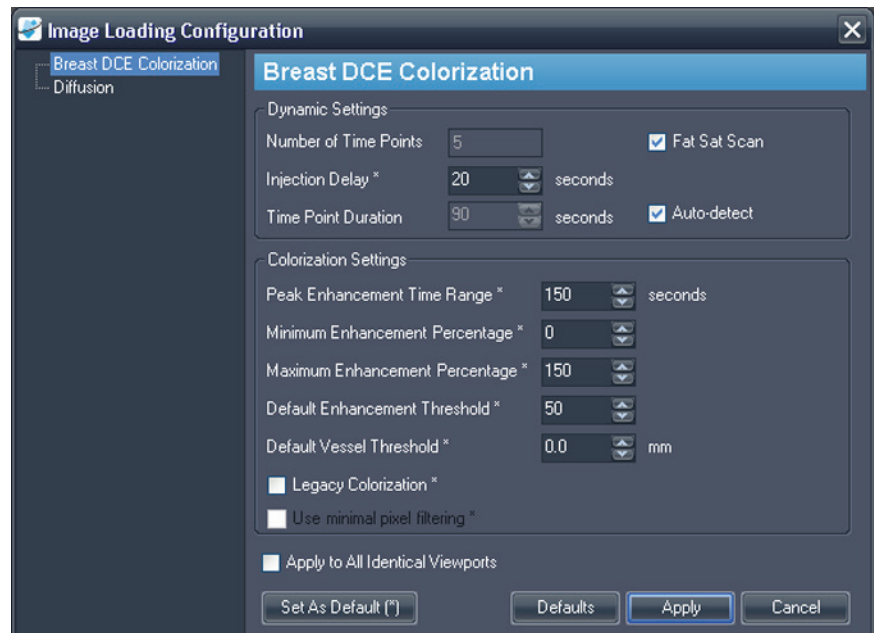 Image Loading Configuration
Breast DCE Colorization
Diffusion
Breast DCE Colorization
Dynamic Settings
Number of Time Points 5 Fat Sat Scan
Injection Delay * 20 seconds
Time Point Duration 90 seconds Auto-detect
Colorization Settings
Peak Enhancement Time Range * 150 seconds
Minimum Enhancement Percentage * 0
Maximum Enhancement Percentage * 150
Default Enhancement Threshold * 50
Default Vessel Threshold * 0.0 mm
Legacy Colorization *
Use minimal pixel filtering *
Apply to All Identical Viewports
Set As Default (*) Defaults Apply Cancel